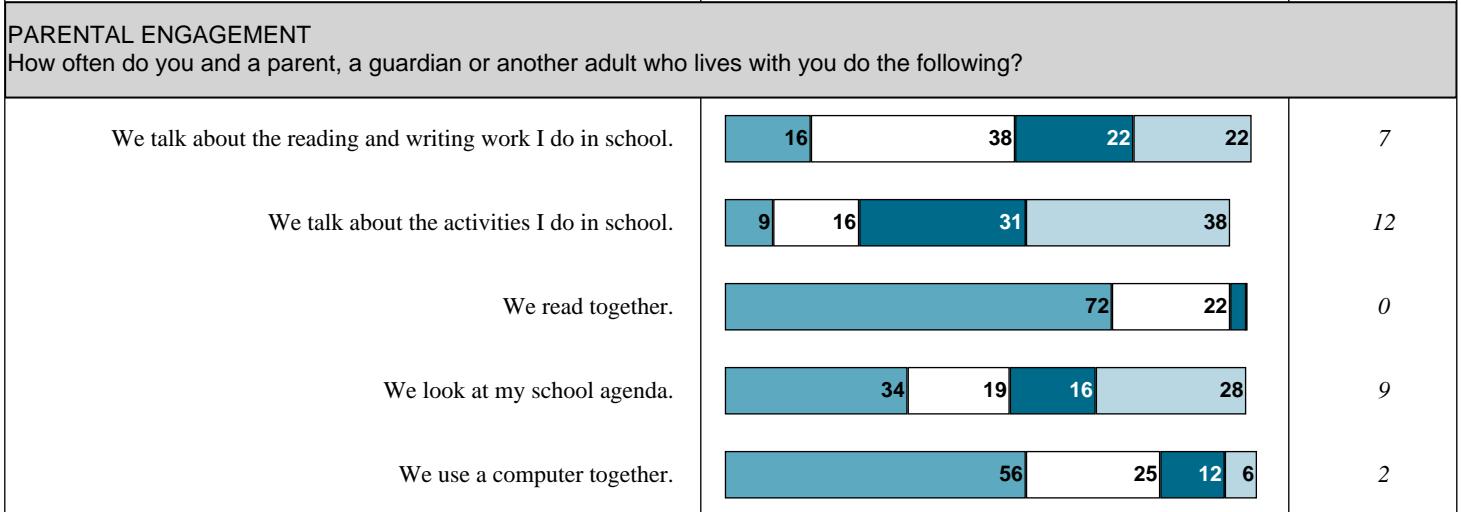 PARENTAL ENGAGEMENT
How often do you and a parent, a guardian or another adult who lives with you do the following?
We talk about the reading and writing work I do in school. 16 38 22 22 7
We talk about the activities I do in school. 9 16 31 38 12
We read together. 72 22 0
We look at my school agenda. 34 19 16 28 9
We use a computer together. 56 25 12 6 2